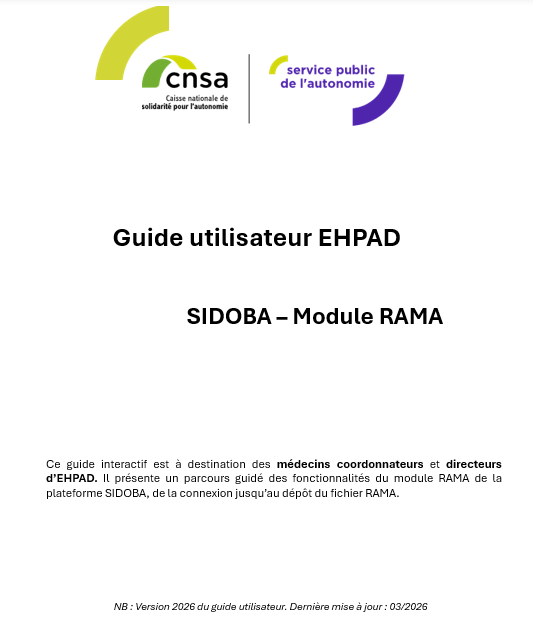 cnsa
Caisse nationale de
solidarité pour l'autonomie
service public
de l'autonomie
Guide utilisateur EHPAD
SIDOBA – Module RAMA
Ce guide interactif est à destination des médecins coordonnateurs et directeurs
d'EHPAD. Il présente un parcours guidé des fonctionnalités du module RAMA de la
plateforme SIDOBA, de la connexion jusqu'au dépôt du fichier RAMA.
NB : Version 2026 du guide utilisateur. Dernière mise à jour : 03/2026